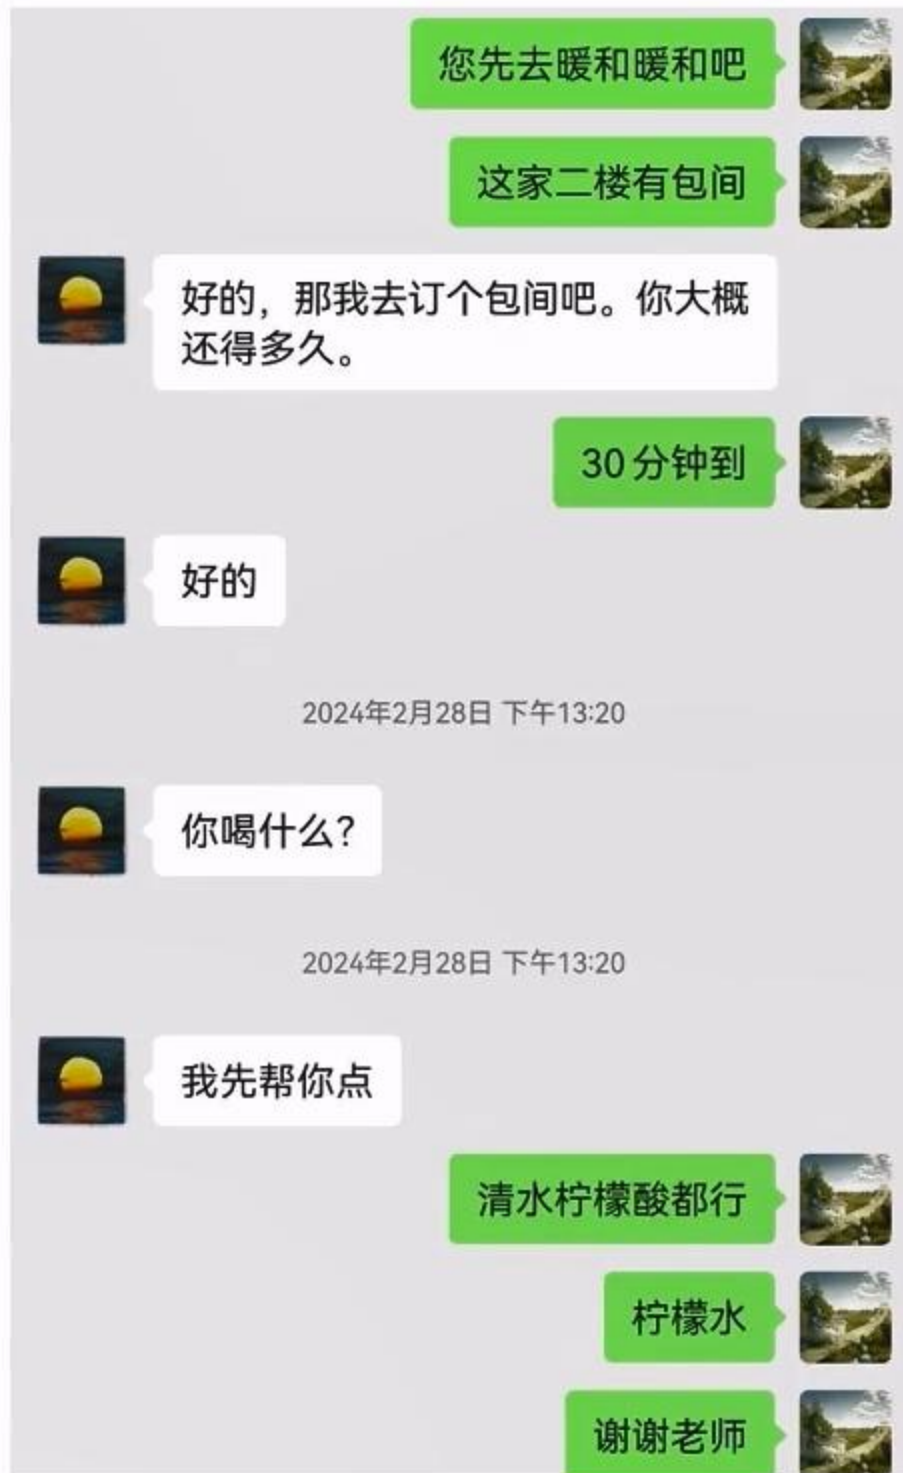 您先去暖和暖和吧
这家二楼有包间
好的，那我去订个包间吧。你大概
还得多久。
30分钟到
好的
2024年2月28日 下午13:20
你喝什么？
2024年2月28日 下午13:20
我先帮你点
清水柠檬酸都行
柠檬水
谢谢老师